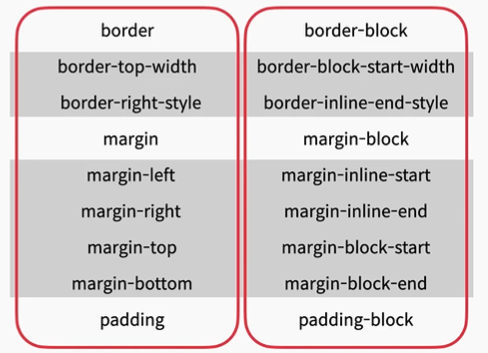 border border-block
border-top-width border-block-start-width
border-right-style border-inline-end-style
margin margin-block
margin-left margin-inline-start
margin-right margin-inline-end
margin-top margin-block-start
margin-bottom margin-block-end
padding padding-block